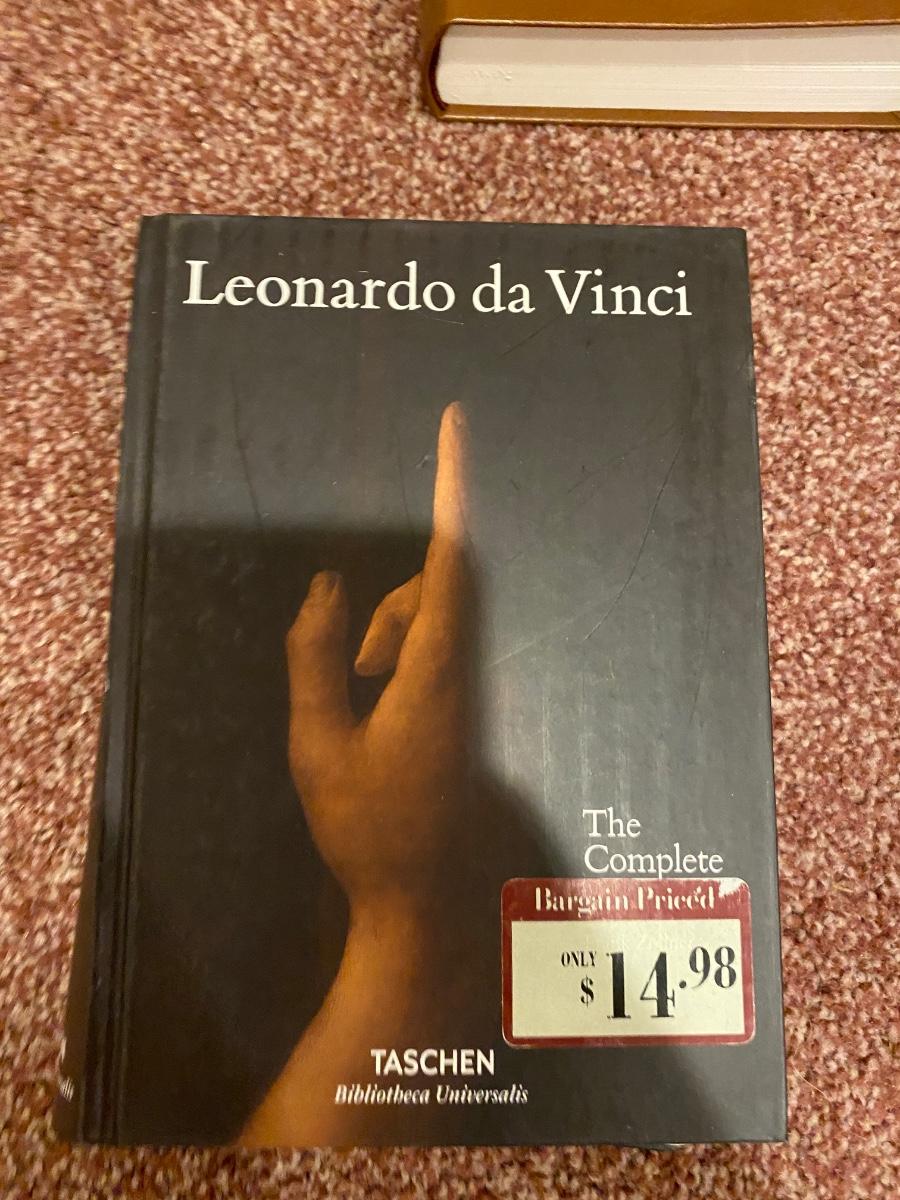 Leonardo da Vinci
The
Complete
Bargain Priced
ONLY
$14.98
TASCHEN
Bibliotheca Universalis